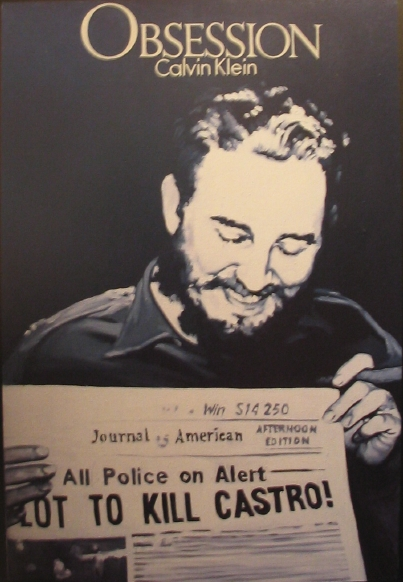 OBSESSION
Calvin Klein
Win $14 250
Journal American
AFTERNOON
EDITION
All Police on Alert
LOT TO KILL CASTRO!